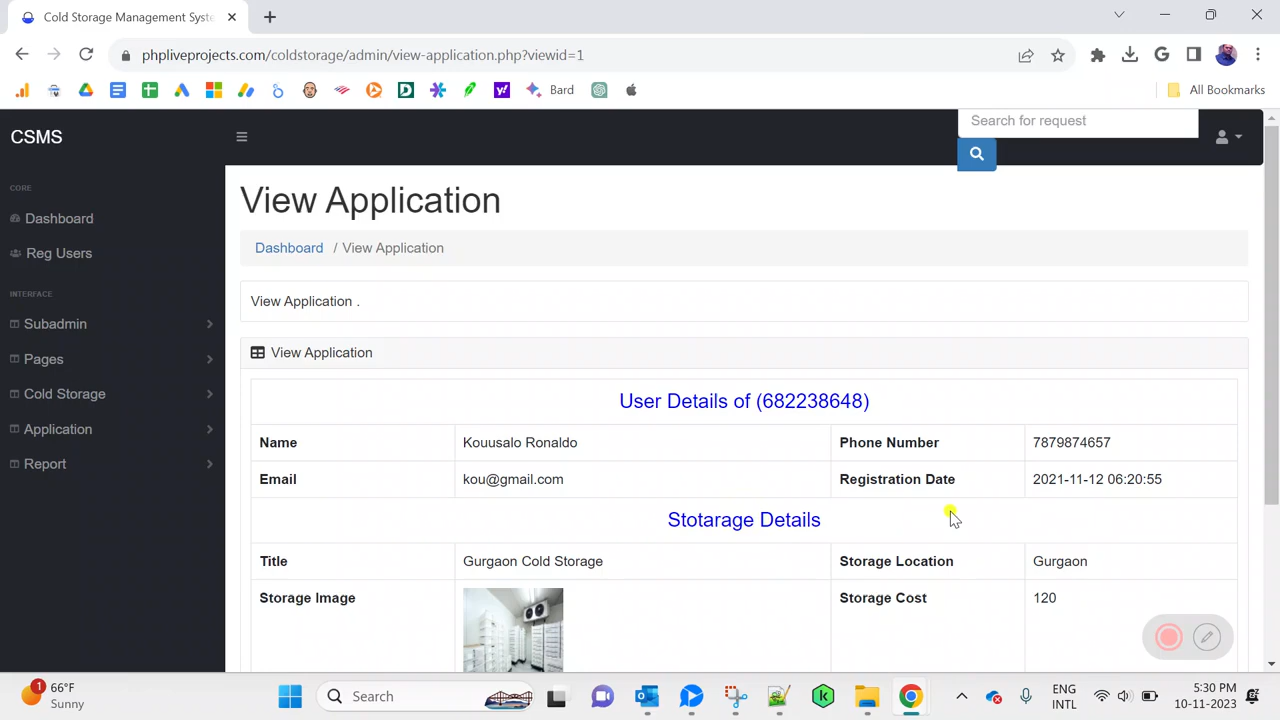 Cold Storage Management Syste
phpliveprojects.com/coldstorage/admin/view-application.php?viewid=1
Bard
All Bookmarks
CSMS
Search for request
CORE
Dashboard
Reg Users
INTERFACE
Subadmin
Pages
Cold Storage
Application
Report
View Application
Dashboard / View Application
View Application .
View Application
User Details of (682238648)
Name Kouusalo Ronaldo Phone Number 7879874657
Email kou@gmail.com Registration Date 2021-11-12 06:20:55
Stotarage Details
Title Gurgaon Cold Storage Storage Location Gurgaon
Storage Image Storage Cost 120
1
66°F
Sunny
Search
ENG
INTL
5:30 PM
10-11-2023